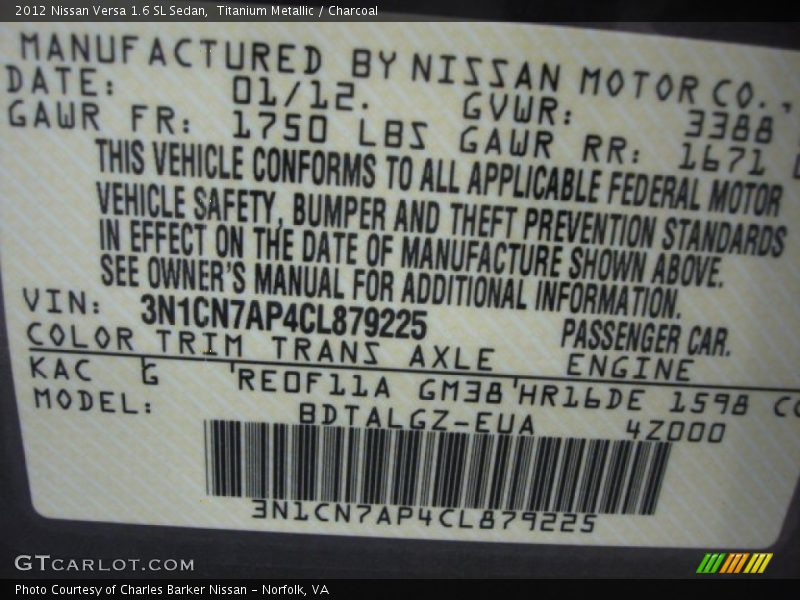 2012 Nissan Versa 1.6 SL Sedan,  Titanium Metallic / Charcoal
MANUFACTURED BY NISSAN MOTOR CO.,
DATE: 01/12. GVWR: 3388
GAWR FR: 1750 LBS GAWR RR: 1671
THIS VEHICLE CONFORMS TO ALL APPLICABLE FEDERAL MOTOR
VEHICLE SAFETY, BUMPER AND THEFT PREVENTION STANDARDS
IN EFFECT ON THE DATE OF MANUFACTURE SHOWN ABOVE.
SEE OWNER'S MANUAL FOR ADDITIONAL INFORMATION.
VIN: 3N1CN7AP4CL879225 PASSENGER CAR.
COLOR TRIM TRANS AXLE ENGINE
KAC G RE0F11A GM38 HR16DE 1598 CC
MODEL: BDTALGZ-EUA 4Z000
3N1CN7AP4CL879225
GTCARLOT.COM
Photo Courtesy of Charles Barker Nissan - Norfolk, VA